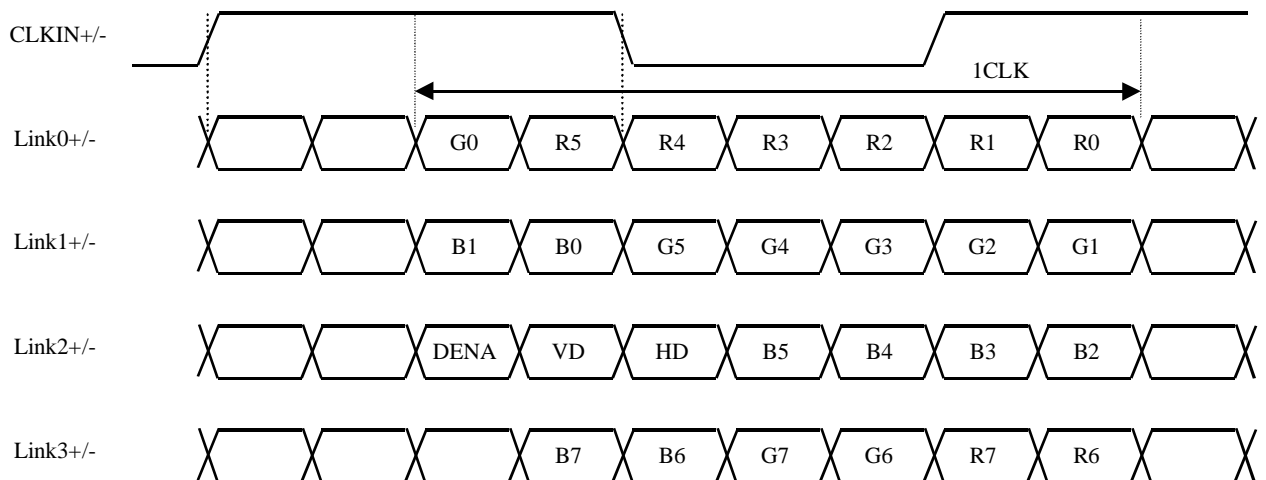 CLKIN+/-
1CLK
Link0+/- G0 R5 R4 R3 R2 R1 R0
Link1+/- B1 B0 G5 G4 G3 G2 G1
Link2+/- DENA VD HD B5 B4 B3 B2
Link3+/- B7 B6 G7 G6 R7 R6